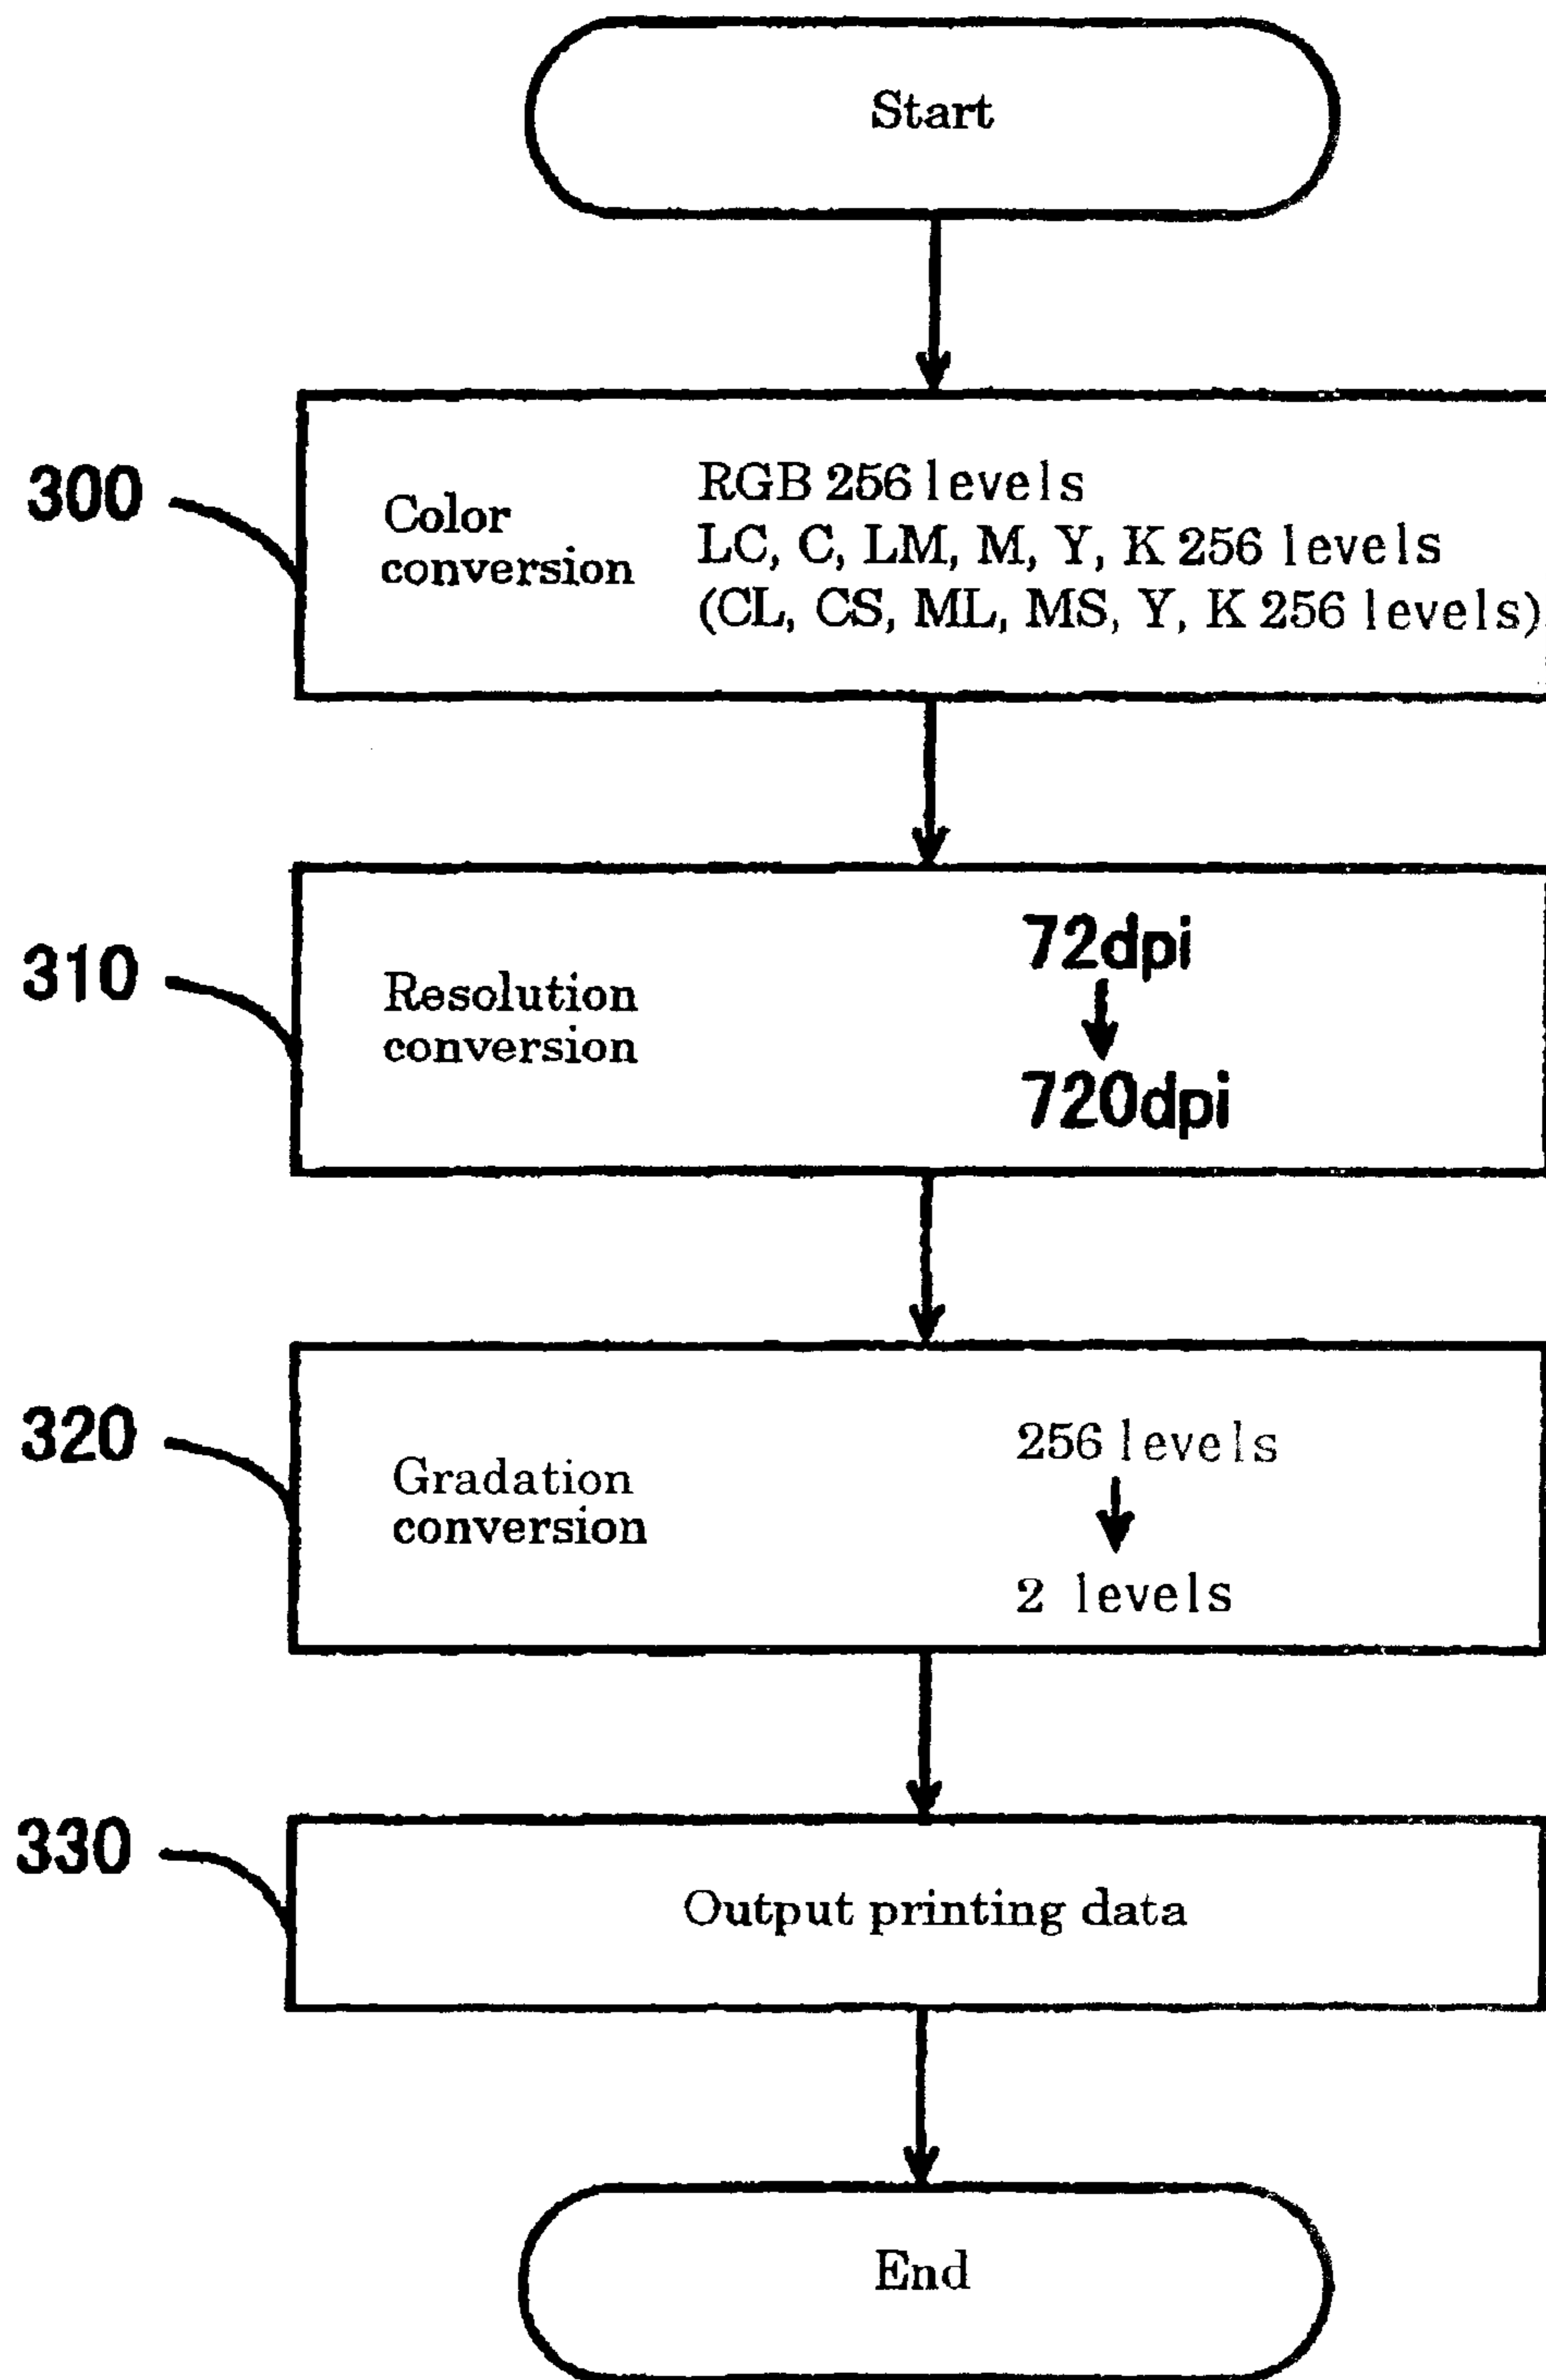 Start
300
Color
conversion
RGB 256 levels
LC, C, LM, M, Y, K 256 levels
(CL, CS, ML, MS, Y, K 256 levels)
310
Resolution
conversion
72dpi
720dpi
320
Gradation
conversion
256 levels
2 levels
330
Output printing data
End